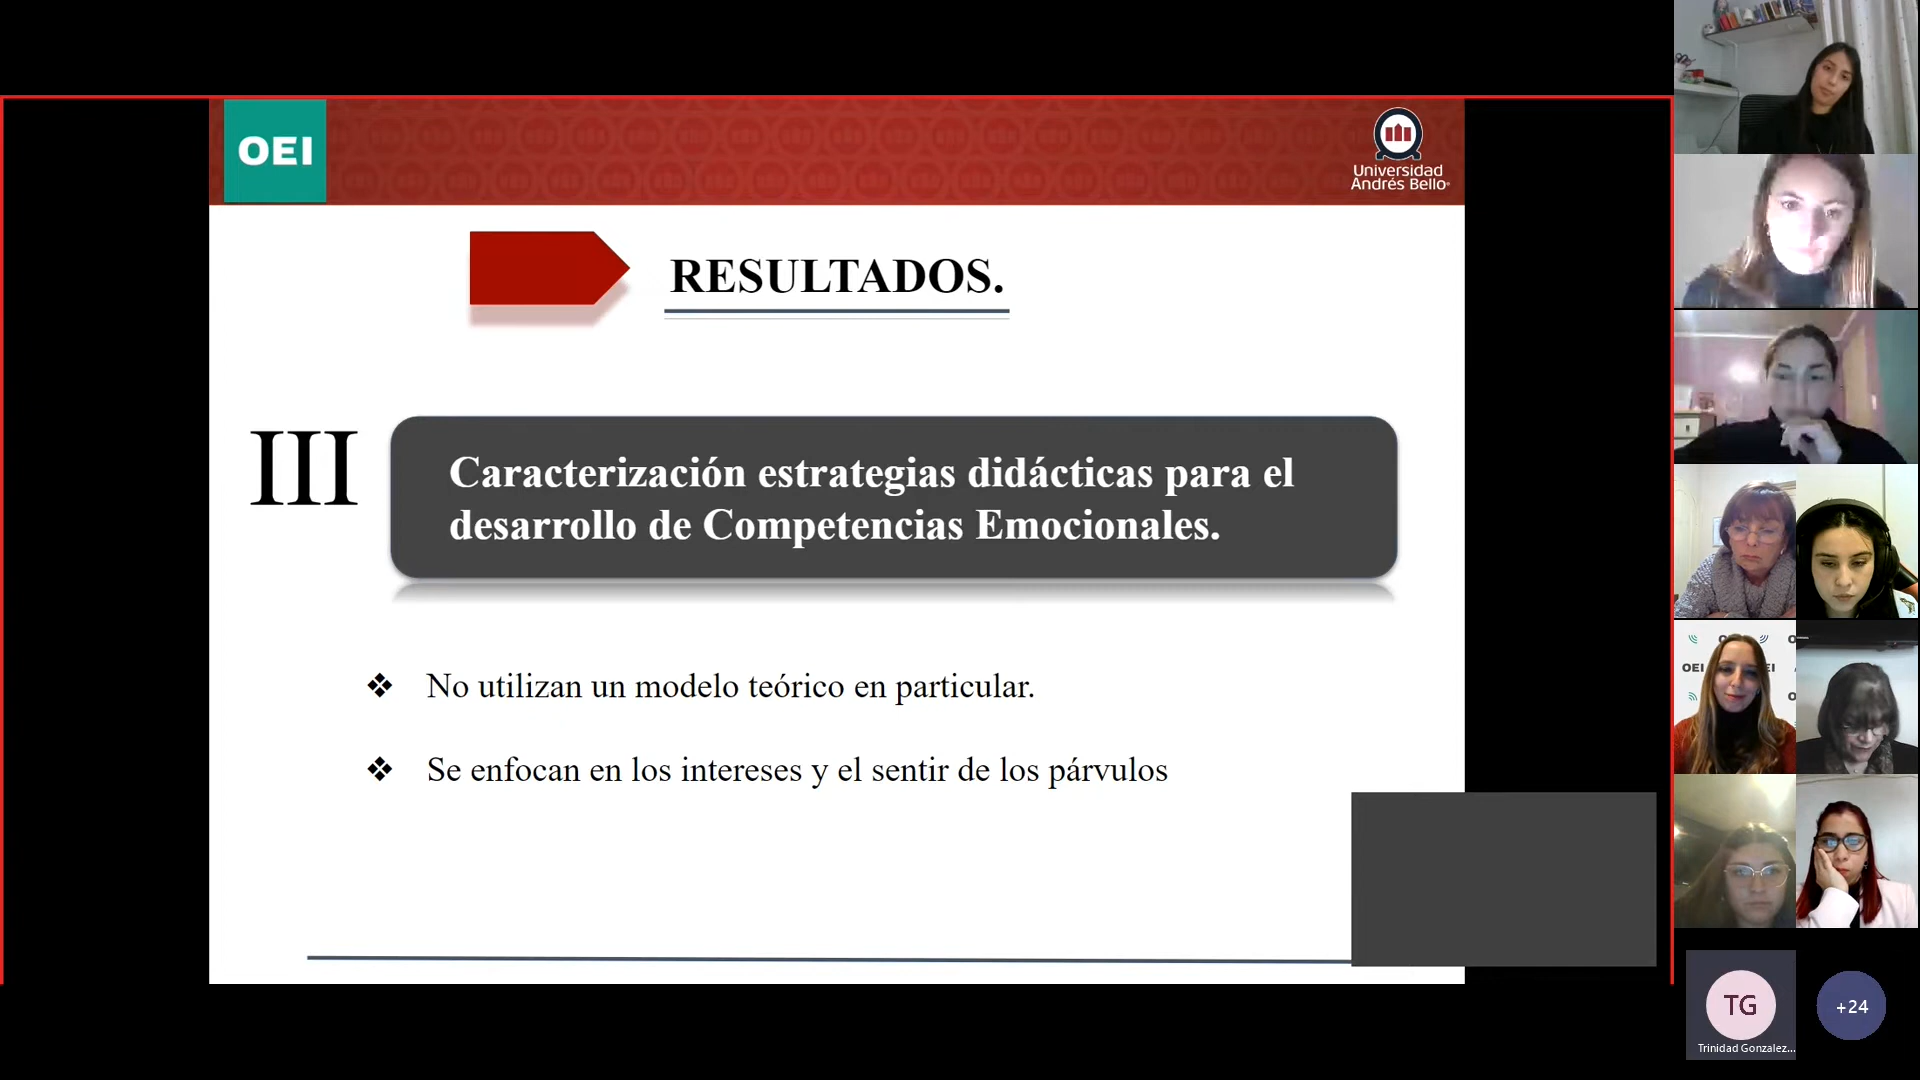 OEI
Universidad
Andrés Bello
RESULTADOS.
III
Caracterización estrategias didácticas para el
desarrollo de Competencias Emocionales.
❖ No utilizan un modelo teórico en particular.
❖ Se enfocan en los intereses y el sentir de los párvulos
OEI
TG
Trinidad Gonzalez...
+24